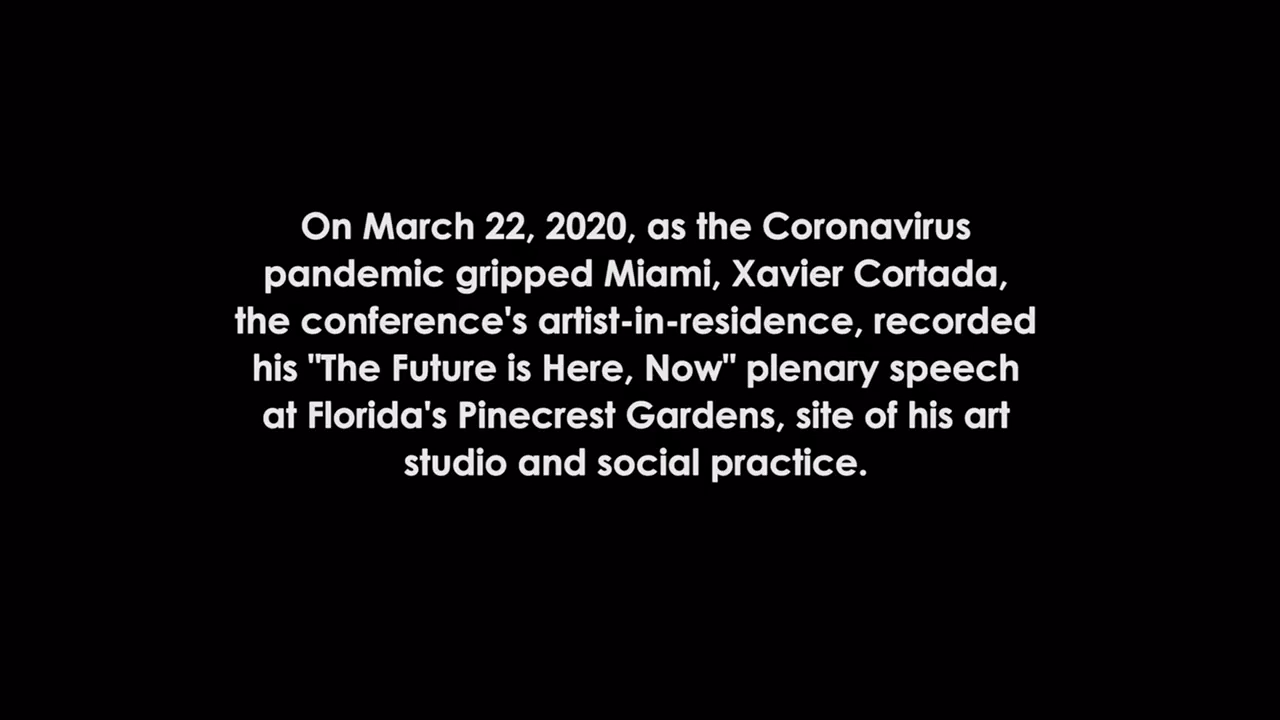 On March 22, 2020, as the Coronavirus
pandemic gripped Miami, Xavier Cortada,
the conference's artist-in-residence, recorded
his "The Future is Here, Now" plenary speech
at Florida's Pinecrest Gardens, site of his art
studio and social practice.